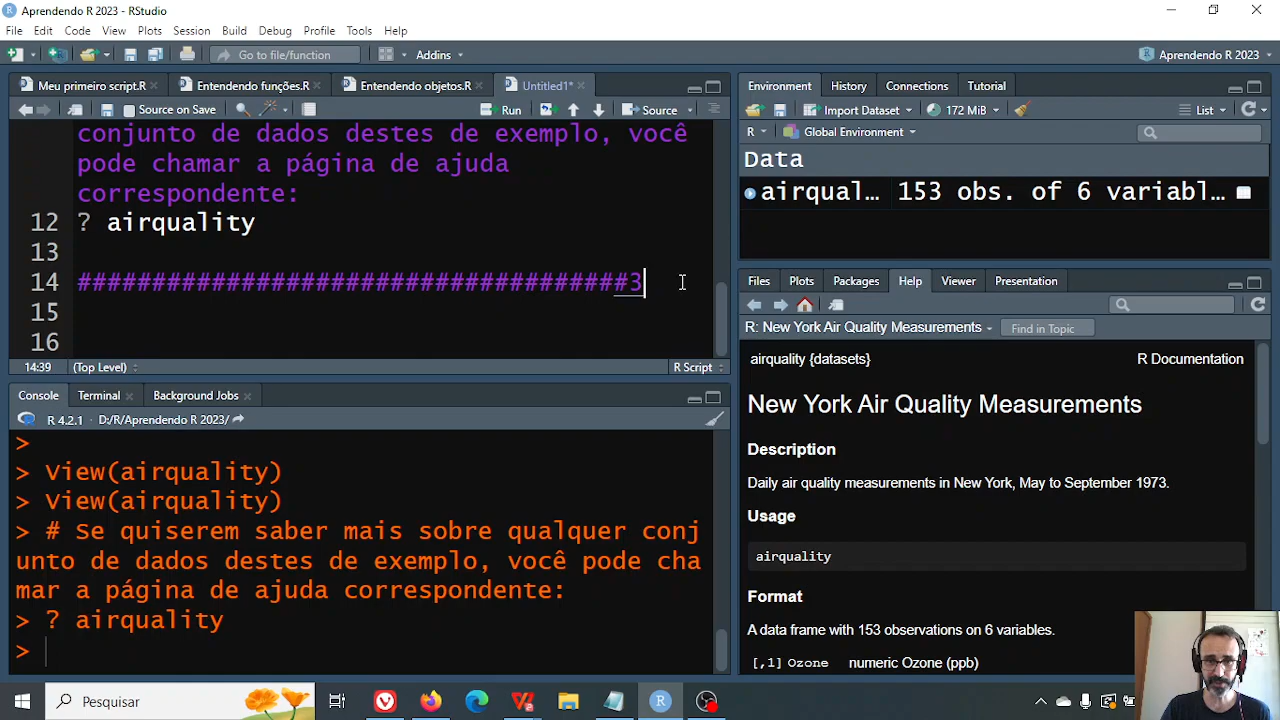 Aprendendo R 2023 - RStudio
File Edit Code View Plots Session Build Debug Profile Tools Help
Go to file/function Addins Aprendendo R 2023
Meu primeiro script.R Entendendo funções.R Entendendo objetos.R Untitled1*
Source on Save Run Source
conjunto de dados destes de exemplo, você
pode chamar a página de ajuda
correspondente:
12 ? airquality
13
14 #####################################3
15
16
14:39 (Top Level) R Script
Console Terminal Background Jobs
R 4.2.1 · D:/R/Aprendendo R 2023/
>
> View(airquality)
> View(airquality)
> # Se quiserem saber mais sobre qualquer conj
unto de dados destes de exemplo, você pode cha
mar a página de ajuda correspondente:
> ? airquality
>
Environment History Connections Tutorial
Import Dataset 172 MiB List
R Global Environment
Data
airqual… 153 obs. of 6 variabl…
Files Plots Packages Help Viewer Presentation
R: New York Air Quality Measurements Find in Topic
airquality {datasets} R Documentation
New York Air Quality Measurements
Description
Daily air quality measurements in New York, May to September 1973.
Usage
airquality
Format
A data frame with 153 observations on 6 variables.
[,1] Ozone numeric Ozone (ppb)
Pesquisar